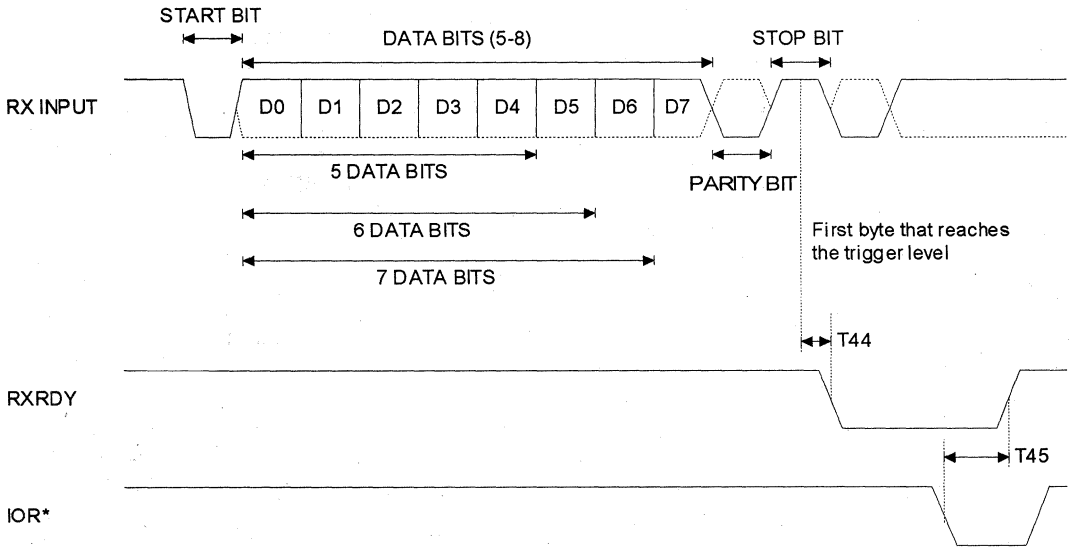 START BIT
DATA BITS (5-8)
STOP BIT
RX INPUT
D0 D1 D2 D3 D4 D5 D6 D7
5 DATA BITS
PARITY BIT
6 DATA BITS
First byte that reaches
the trigger level
7 DATA BITS
T44
RXRDY
T45
IOR*